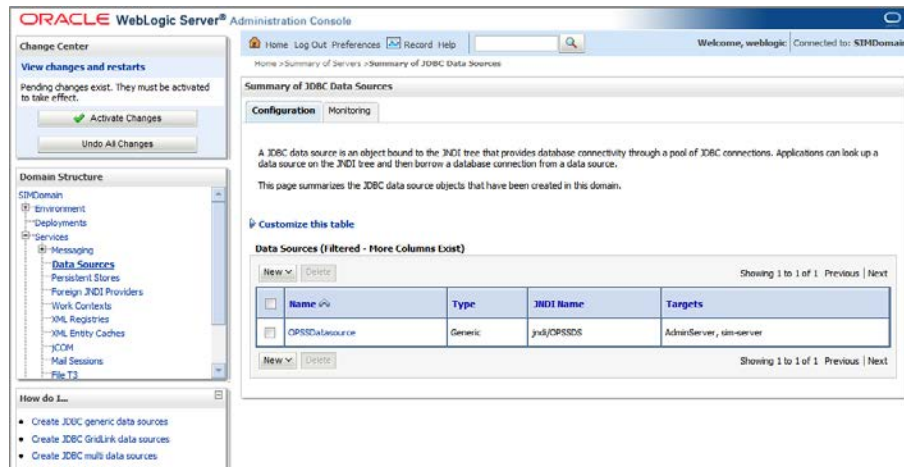 ORACLE WebLogic Server® Administration Console
Change Center
View changes and restarts
Pending changes exist. They must be activated
to take effect.
Activate Changes
Undo All Changes
Domain Structure
SIMDomain
Environment
Deployments
Services
Messaging
Data Sources
Persistent Stores
Foreign JNDI Providers
Work Contexts
XML Registries
XML Entity Caches
jCOM
Mail Sessions
File T3
How do I...
Create JDBC generic data sources
Create JDBC GridLink data sources
Create JDBC multi data sources
Home Log Out Preferences Record Help
Welcome, weblogic Connected to: SIMDomain
Home >Summary of Servers >Summary of JDBC Data Sources
Summary of JDBC Data Sources
Configuration Monitoring
A JDBC data source is an object bound to the JNDI tree that provides database connectivity through a pool of JDBC connections. Applications can look up a
data source on the JNDI tree and then borrow a database connection from a data source.
This page summarizes the JDBC data source objects that have been created in this domain.
Customize this table
Data Sources (Filtered - More Columns Exist)
New Delete Showing 1 to 1 of 1 Previous | Next
Name Type JNDI Name Targets
OPSSDatasource Generic jndi/OPSSDS AdminServer, sim-server
New Delete Showing 1 to 1 of 1 Previous | Next